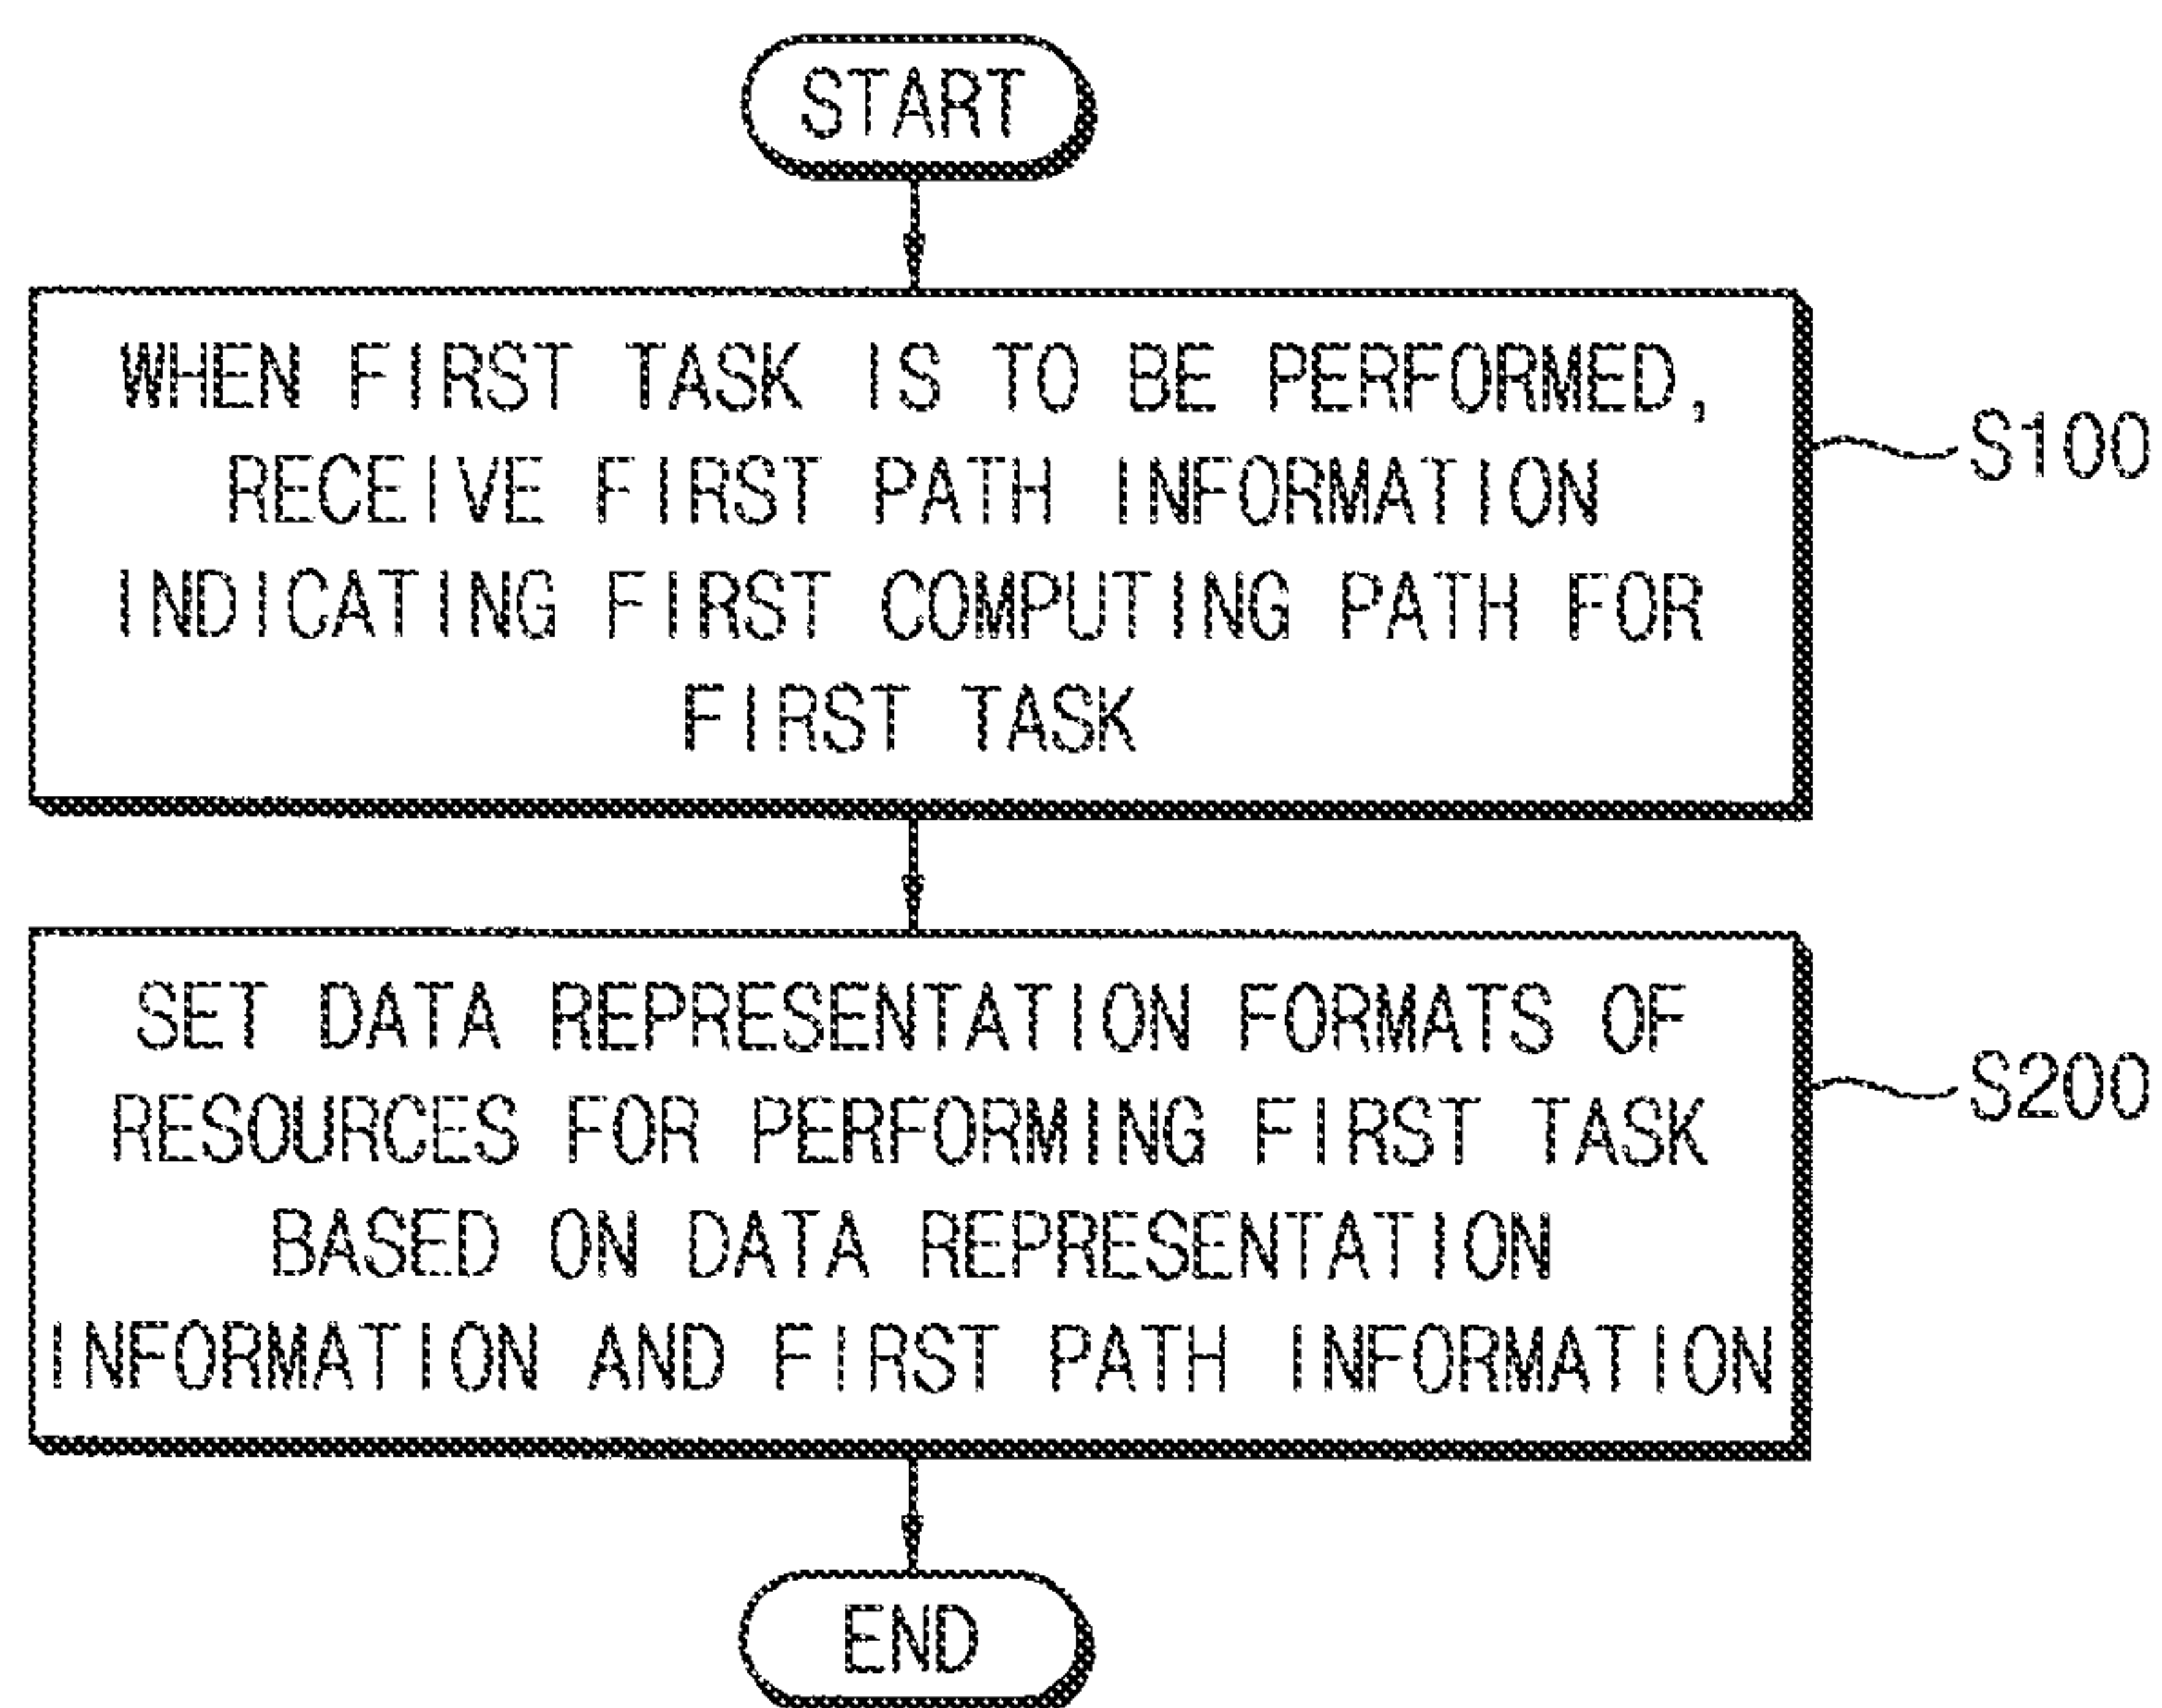 START
WHEN FIRST TASK IS TO BE PERFORMED,
RECEIVE FIRST PATH INFORMATION
INDICATING FIRST COMPUTING PATH FOR
FIRST TASK
S100
SET DATA REPRESENTATION FORMATS OF
RESOURCES FOR PERFORMING FIRST TASK
BASED ON DATA REPRESENTATION
INFORMATION AND FIRST PATH INFORMATION
S200
END